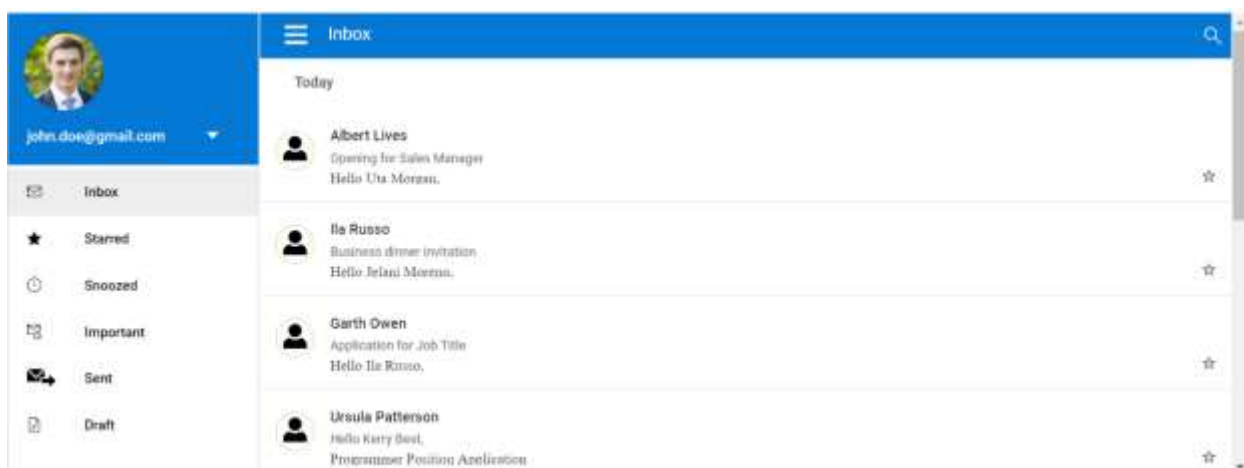 Inbox
Today
john.doe@gmail.com
Inbox
Starred
Snoozed
Important
Sent
Draft
Albert Lives
Opening for Sales Manager
Hello Uta Morgan,
Ila Russo
Business dinner invitation
Hello Jelani Moreno,
Garth Owen
Application for Job Title
Hello Ila Russo,
Ursula Patterson
Hello Kerry Best,
Programmer Position Application